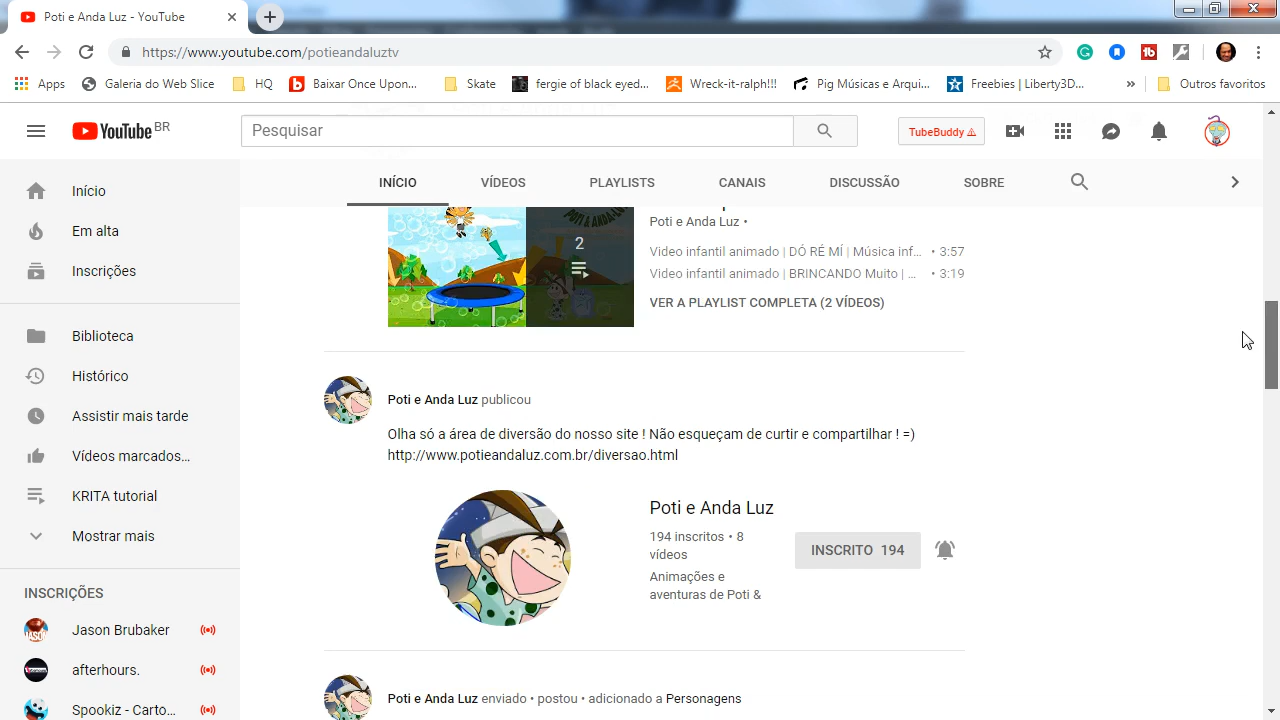 Poti e Anda Luz - YouTube
https://www.youtube.com/potieandaluztv
Apps
Galeria do Web Slice
HQ
Baixar Once Upon...
Skate
fergie of black eyed...
Wreck-it-ralph!!!
Pig Músicas e Arqui...
Freebies | Liberty3D...
»
Outros favoritos
YouTube BR
Pesquisar
TubeBuddy
INÍCIO
VÍDEOS
PLAYLISTS
CANAIS
DISCUSSÃO
SOBRE
Início
Em alta
Inscrições
Biblioteca
Histórico
Assistir mais tarde
Vídeos marcados...
KRITA tutorial
Mostrar mais
INSCRIÇÕES
Jason Brubaker
afterhours.
Spookiz - Carto...
2
Poti e Anda Luz •
Video infantil animado | DÓ RÉ MÍ | Música inf... • 3:57
Video infantil animado | BRINCANDO Muito | ... • 3:19
VER A PLAYLIST COMPLETA (2 VÍDEOS)
Poti e Anda Luz publicou
Olha só a área de diversão do nosso site ! Não esqueçam de curtir e compartilhar ! =)
http://www.potieandaluz.com.br/diversao.html
Poti e Anda Luz
194 inscritos • 8
vídeos
Animações e
aventuras de Poti &
INSCRITO 194
Poti e Anda Luz enviado • postou • adicionado a Personagens